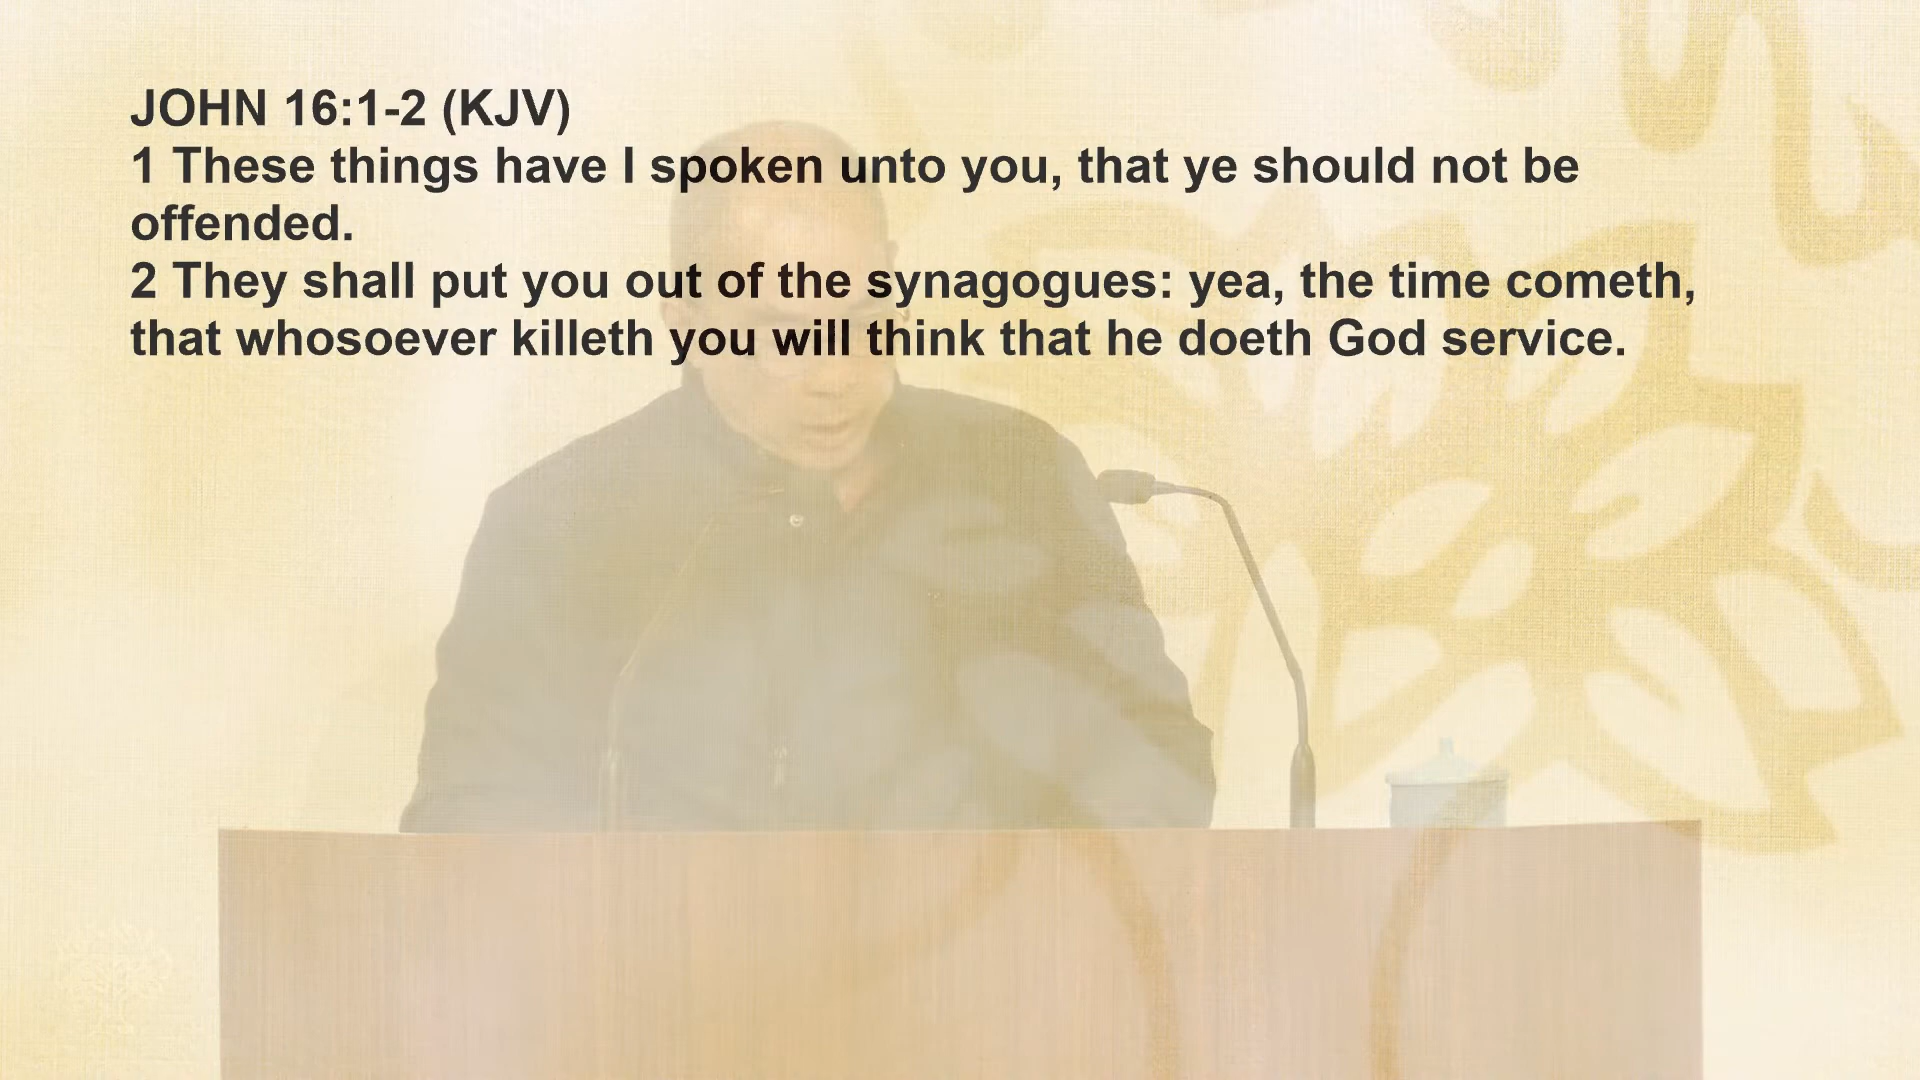 JOHN 16:1-2 (KJV)
1 These things have I spoken unto you, that ye should not be
offended.
2 They shall put you out of the synagogues: yea, the time cometh,
that whosoever killeth you will think that he doeth God service.